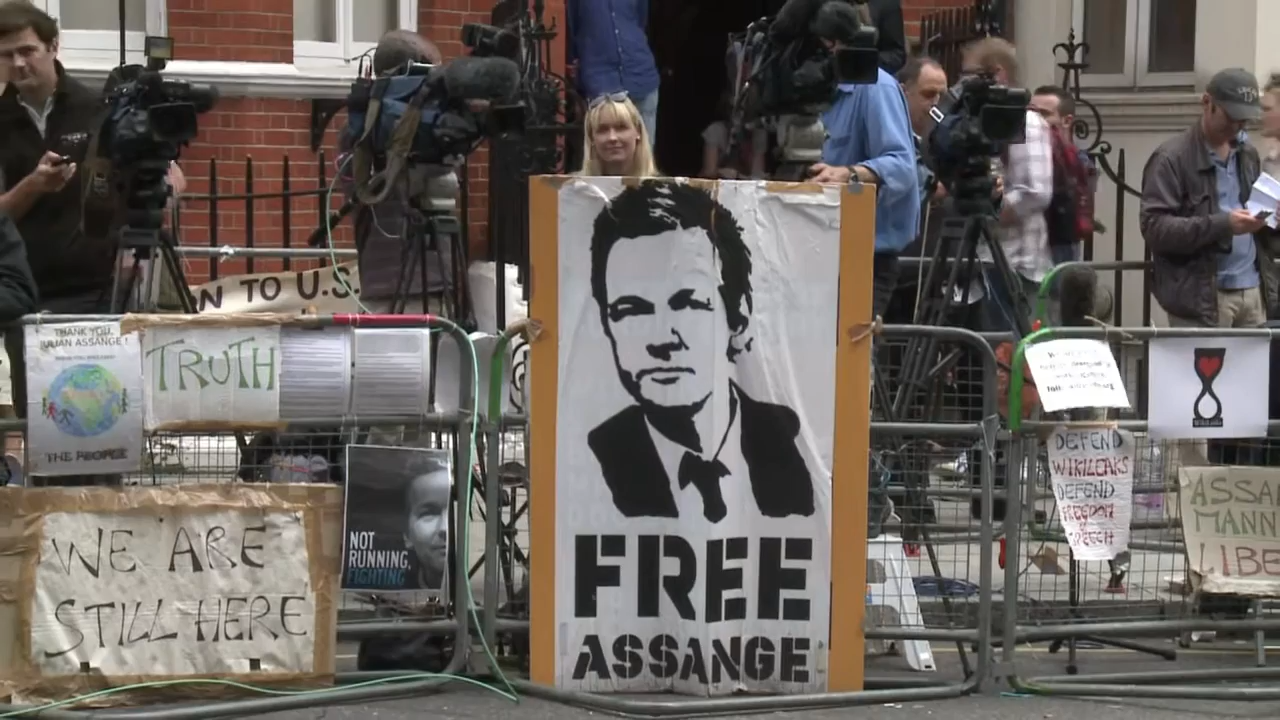 N TO U.S.
THANK YOU,
JULIAN ASSANGE!
THE PEOPLE
TRUTH
WE ARE
STILL HERE
NOT
RUNNING,
FIGHTING
FREE
ASSANGE
DEFEND
WIKILEAKS
DEFEND
FREEDOM
OF
SPEECH
ASSA
MANN
LIBE